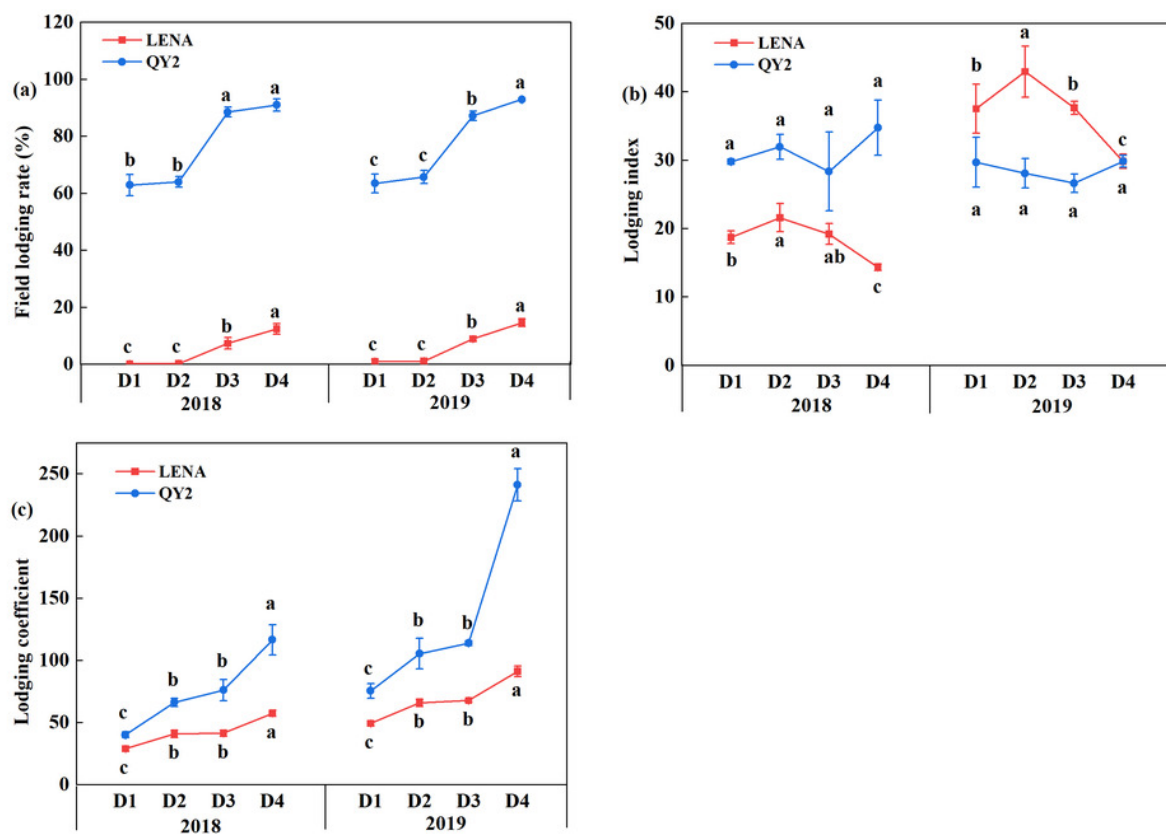 (a)
Field lodging rate (%)
120
100
80
60
40
20
0
LENA
QY2
b b a a
c c b a
c c b a
c c b a
D1 D2 D3 D4 D1 D2 D3 D4
2018 2019
(b)
Lodging index
50
40
30
20
10
0
LENA
QY2
a a a a
b a ab c
b a b c
a a a a
D1 D2 D3 D4 D1 D2 D3 D4
2018 2019
(c)
Lodging coefficient
250
200
150
100
50
0
LENA
QY2
c b b a
c b b a
c b b a
c b b a
D1 D2 D3 D4 D1 D2 D3 D4
2018 2019